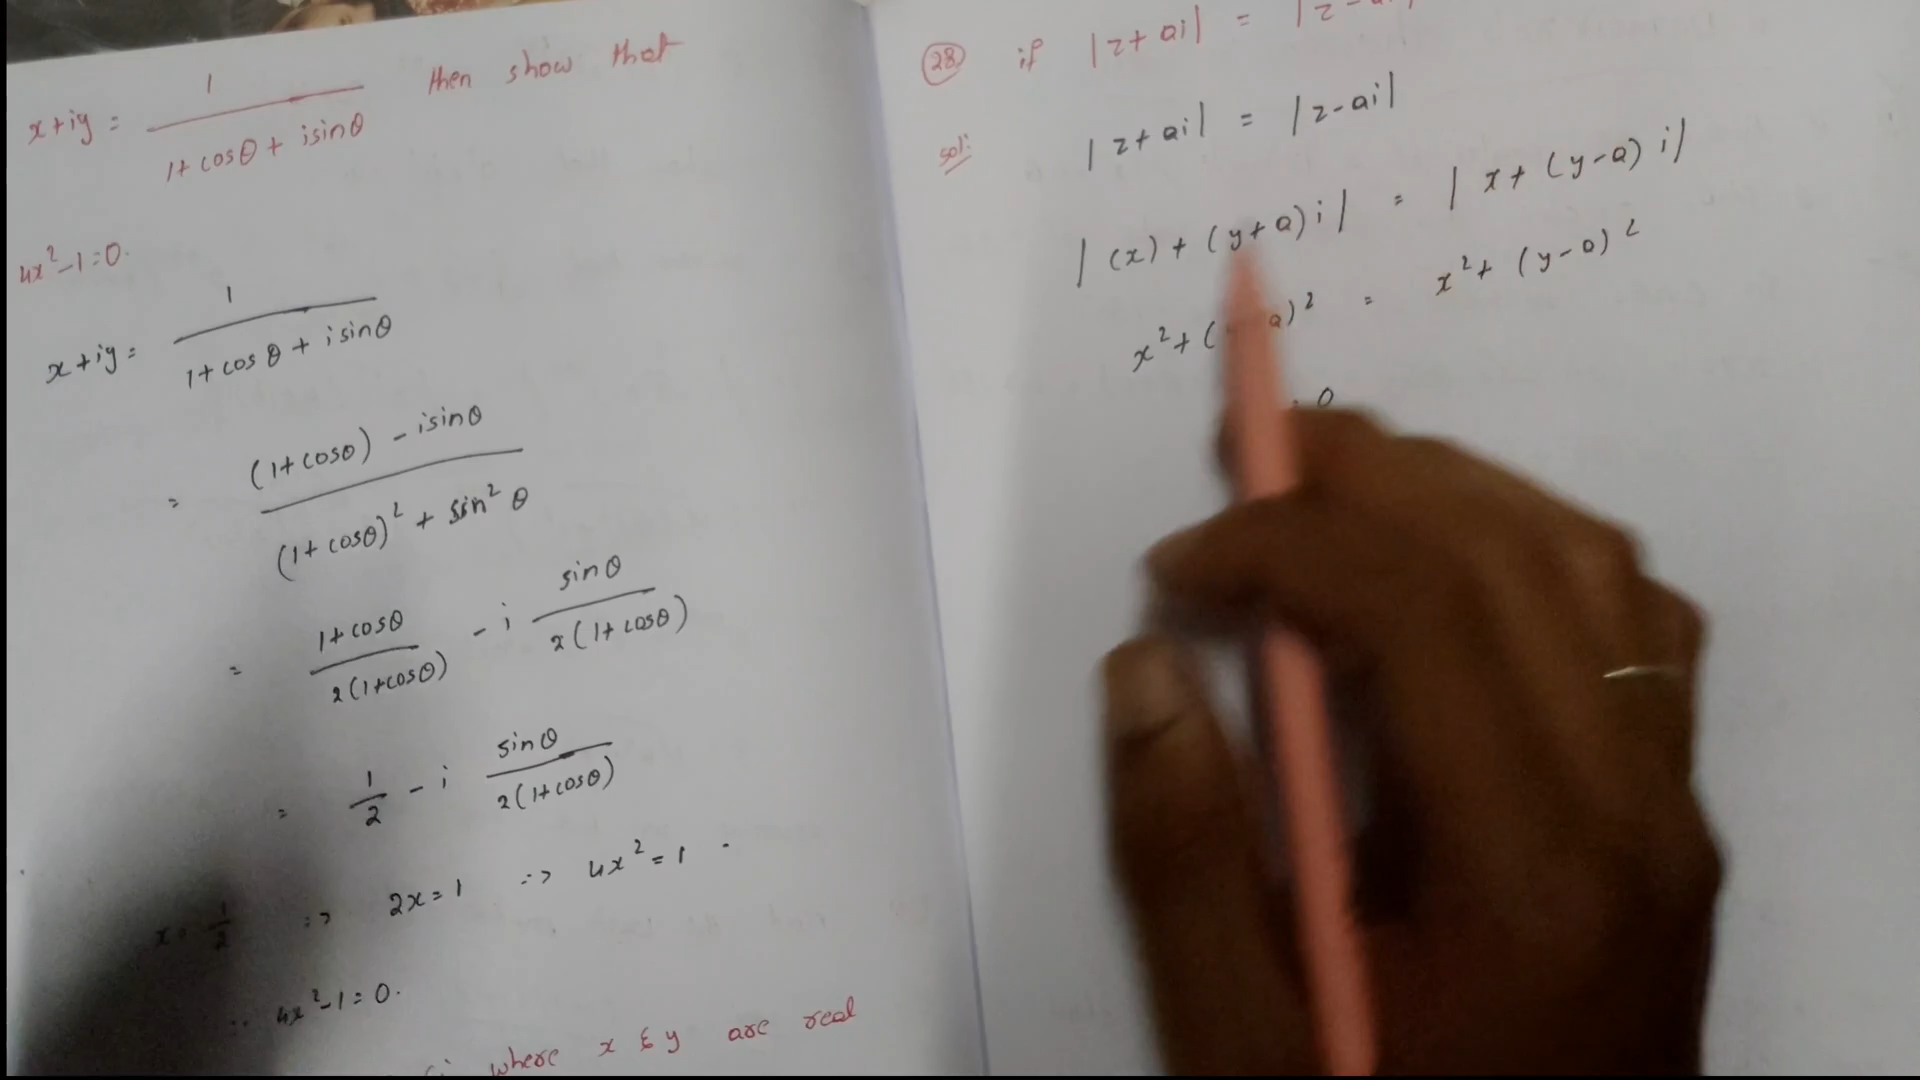 x+iy = 1 / (1+cosθ + isinθ) then show that
4x²-1=0.
x+iy = 1 / (1+cosθ + isinθ)
= ((1+cosθ) - isinθ) / ((1+cosθ)² + sin²θ)
= (1+cosθ) / (2(1+cosθ)) - i sinθ / (2(1+cosθ))
= 1/2 - i sinθ / (2(1+cosθ))
x = 1/2 => 2x=1 => 4x²=1.
∴ 4x²-1=0.
where x & y are real
28 if |z+ai| =
sol: |z+ai| = |z-ai|
|(x)+(y+a)i| = |x+(y-a)i|
x²+( a)² = x²+(y-a)²
0